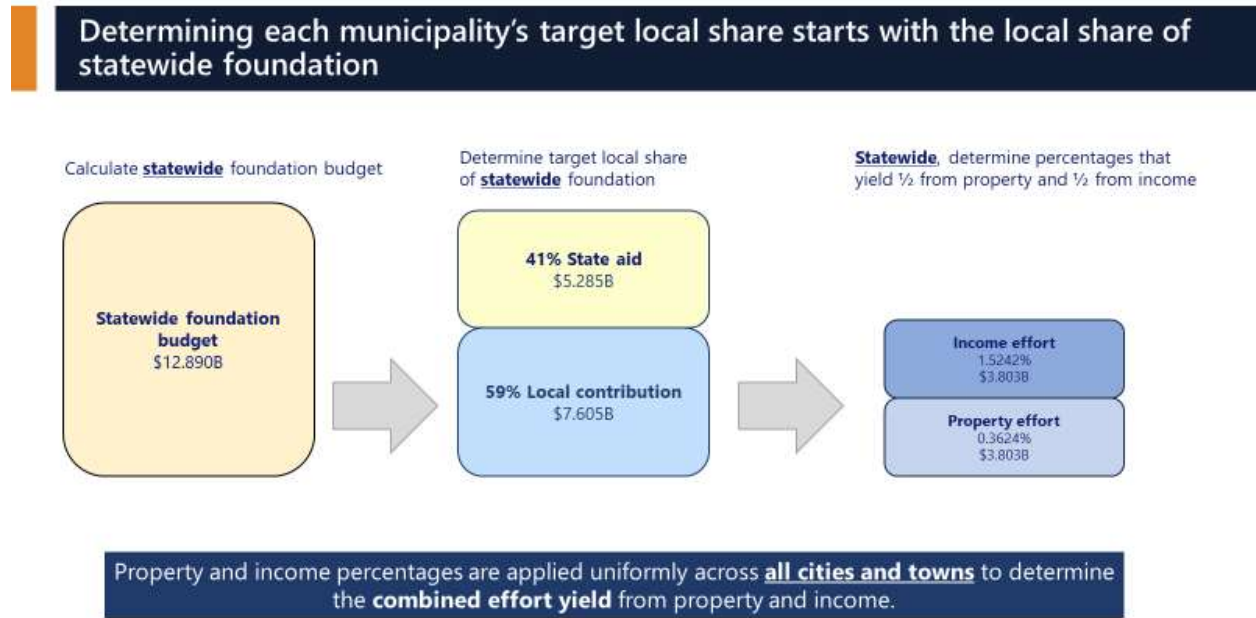 Determining each municipality's target local share starts with the local share of
statewide foundation
Calculate statewide foundation budget
Statewide foundation
budget
$12.890B
Determine target local share
of statewide foundation
41% State aid
$5.285B
59% Local contribution
$7.605B
Statewide, determine percentages that
yield ½ from property and ½ from income
Income effort
1.5242%
$3.803B
Property effort
0.3624%
$3.803B
Property and income percentages are applied uniformly across all cities and towns to determine
the combined effort yield from property and income.